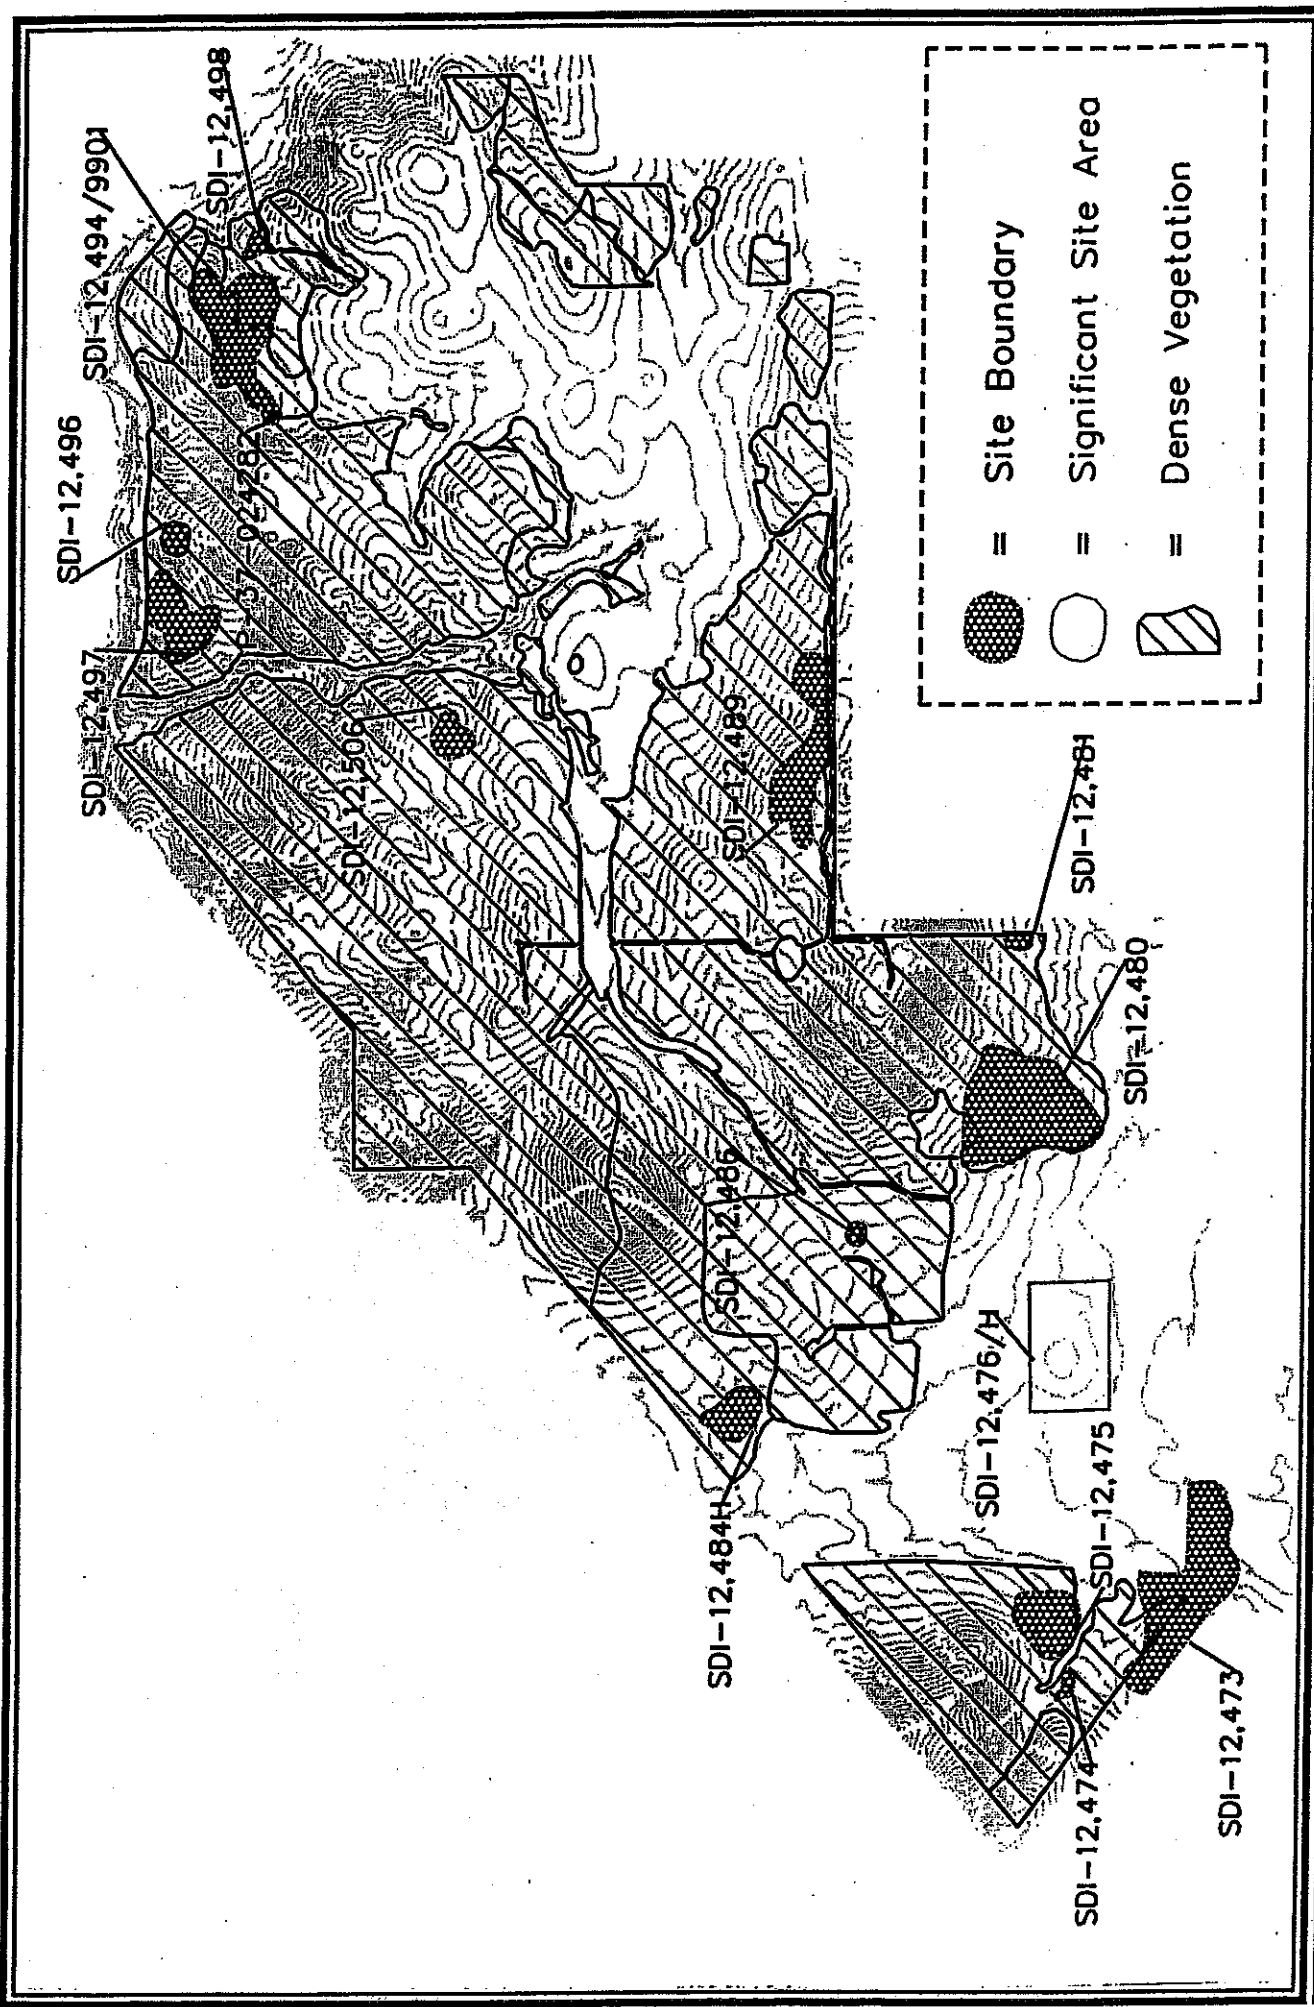 SDI-12,496
SDI-12,494/9901
SDI-12,498
SDI-12,497
P-37-024282
SDI-12,506
SDI-12,489
SDI-12,481
SDI-12,480
SDI-12,486
SDI-12,484H
SDI-12,476/H
SDI-12,475
SDI-12,474
SDI-12,473
= Site Boundary
= Significant Site Area
= Dense Vegetation